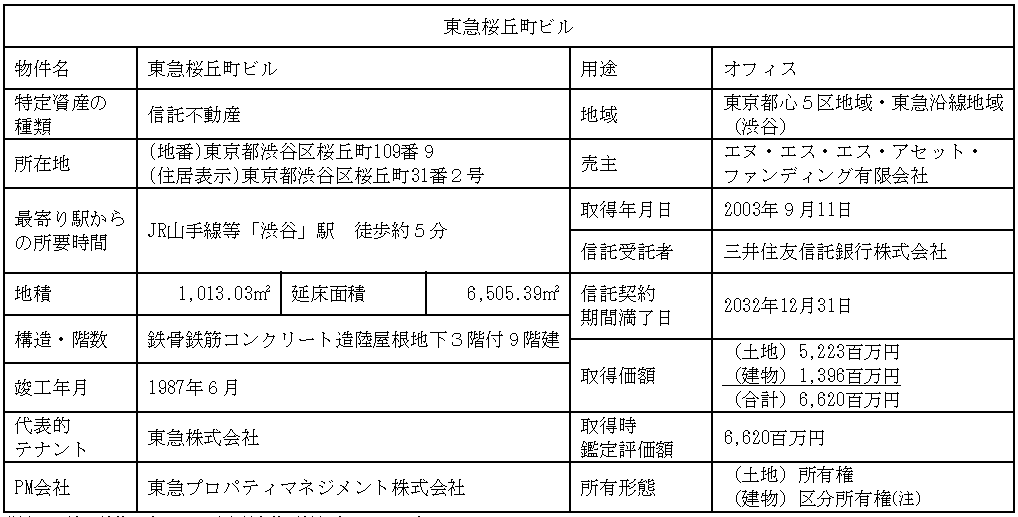 東急桜丘町ビル
物件名 東急桜丘町ビル 用途 オフィス
特定資産の
種類
信託不動産
地域
東京都心５区地域・東急沿線地域
（渋谷）
所在地
(地番)東京都渋谷区桜丘町109番９
(住居表示)東京都渋谷区桜丘町31番２号
売主
エヌ・エス・エス・アセット・
ファンディング有限会社
最寄り駅から
の所要時間
JR山手線等「渋谷」駅　徒歩約５分
取得年月日 2003年９月11日
信託受託者 三井住友信託銀行株式会社
地積 1,013.03㎡ 延床面積 6,505.39㎡
信託契約
期間満了日
2032年12月31日
構造・階数 鉄骨鉄筋コンクリート造陸屋根地下３階付９階建
取得価額
（土地）5,223百万円
（建物）1,396百万円
（合計）6,620百万円
竣工年月 1987年６月
代表的
テナント
東急株式会社
取得時
鑑定評価額
6,620百万円
PM会社 東急プロパティマネジメント株式会社
所有形態
（土地）所有権
（建物）区分所有権(注)